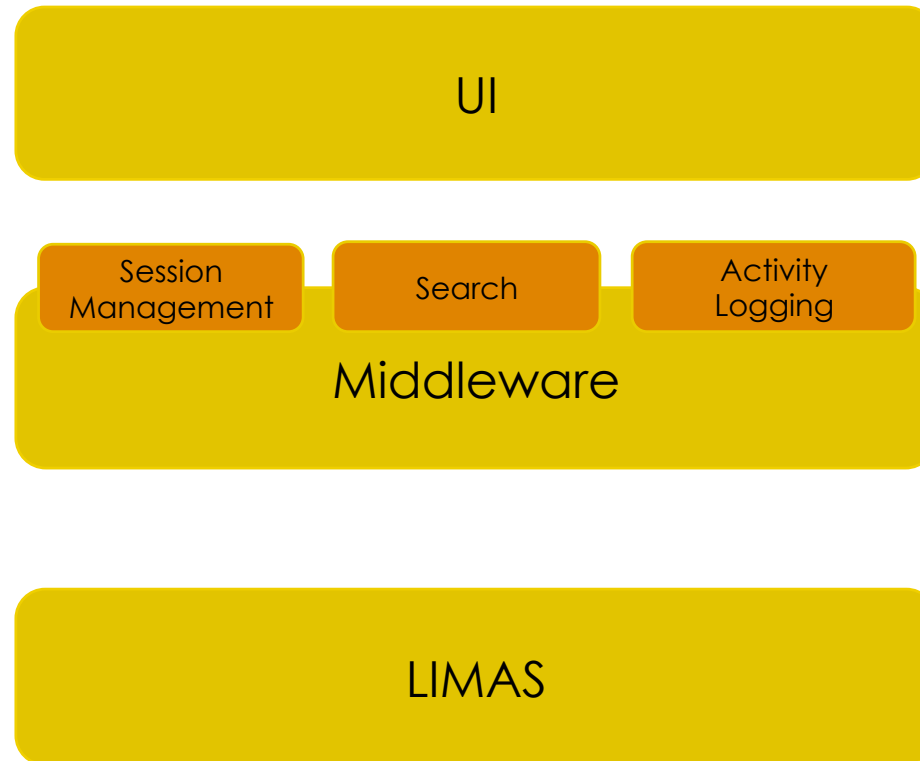 UI
Session
Management
Search
Activity
Logging
Middleware
LIMAS